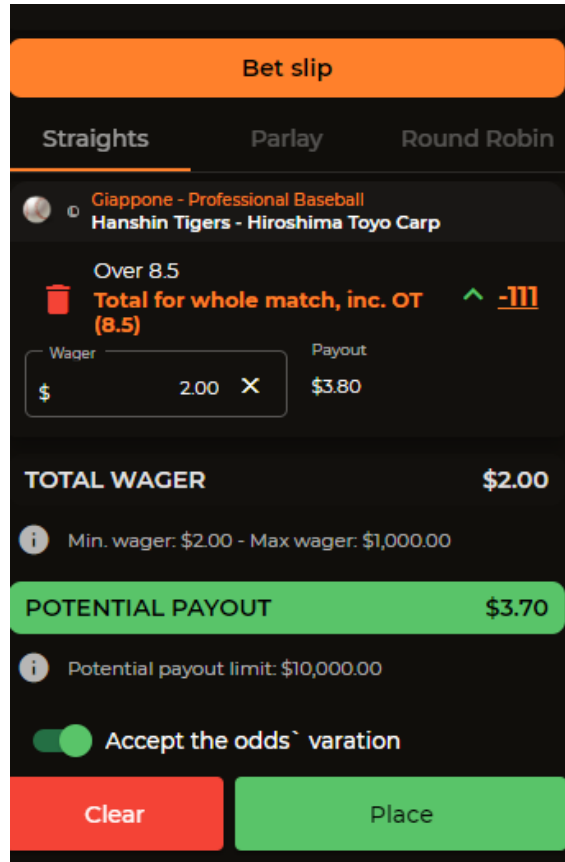 Bet slip
Straights Parlay Round Robin
© Giappone - Professional Baseball
Hanshin Tigers - Hiroshima Toyo Carp
Over 8.5
Total for whole match, inc. OT
(8.5)
-111
Wager
$ 2.00
Payout
$3.80
TOTAL WAGER $2.00
Min. wager: $2.00 - Max wager: $1,000.00
POTENTIAL PAYOUT $3.70
Potential payout limit: $10,000.00
Accept the odds` varation
Clear Place